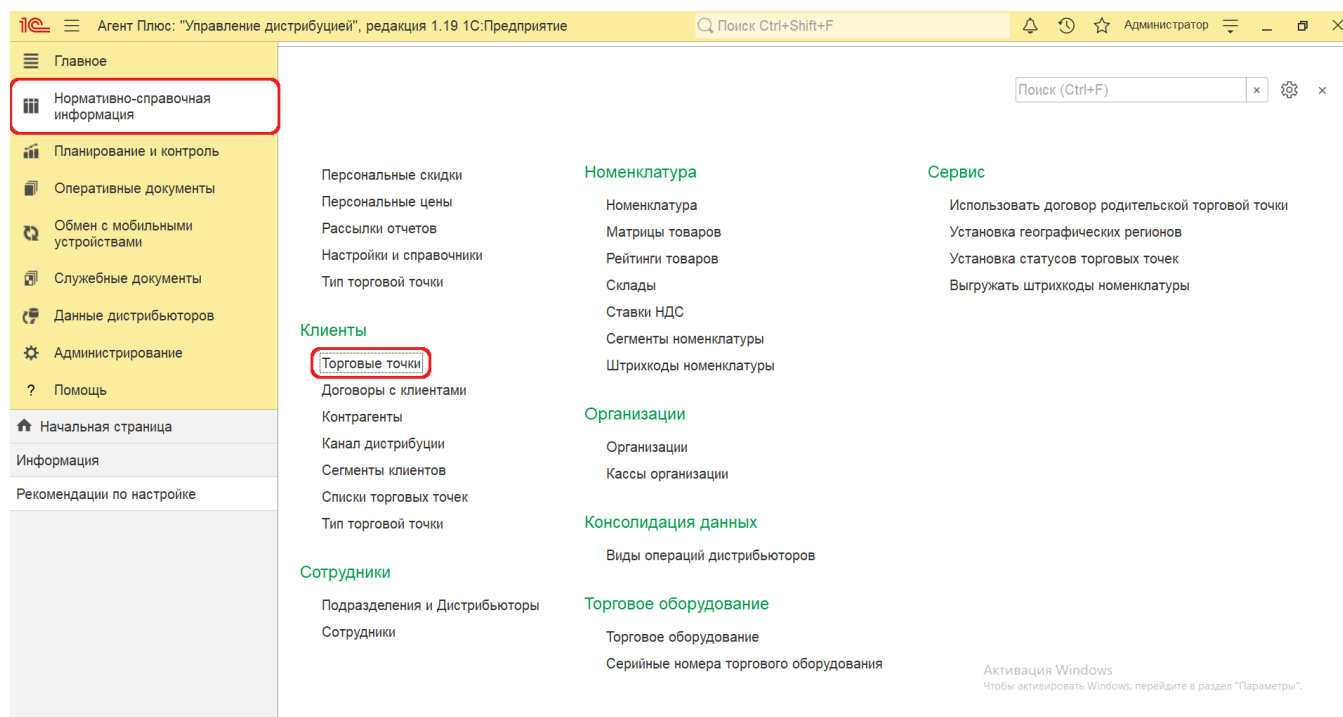 1С Агент Плюс: "Управление дистрибуцией", редакция 1.19 1С:Предприятие
Поиск Ctrl+Shift+F
Администратор
Главное
Нормативно-справочная
информация
Планирование и контроль
Оперативные документы
Обмен с мобильными
устройствами
Служебные документы
Данные дистрибьюторов
Администрирование
? Помощь
Начальная страница
Информация
Рекомендации по настройке
Поиск (Ctrl+F)
Персональные скидки
Персональные цены
Рассылки отчетов
Настройки и справочники
Тип торговой точки
Клиенты
Торговые точки
Договоры с клиентами
Контрагенты
Канал дистрибуции
Сегменты клиентов
Списки торговых точек
Тип торговой точки
Сотрудники
Подразделения и Дистрибьюторы
Сотрудники
Номенклатура
Номенклатура
Матрицы товаров
Рейтинги товаров
Склады
Ставки НДС
Сегменты номенклатуры
Штрихкоды номенклатуры
Организации
Организации
Кассы организации
Консолидация данных
Виды операций дистрибьюторов
Торговое оборудование
Торговое оборудование
Серийные номера торгового оборудования
Сервис
Использовать договор родительской торговой точки
Установка географических регионов
Установка статусов торговых точек
Выгружать штрихкоды номенклатуры
Активация Windows
Чтобы активировать Windows, перейдите в раздел "Параметры".